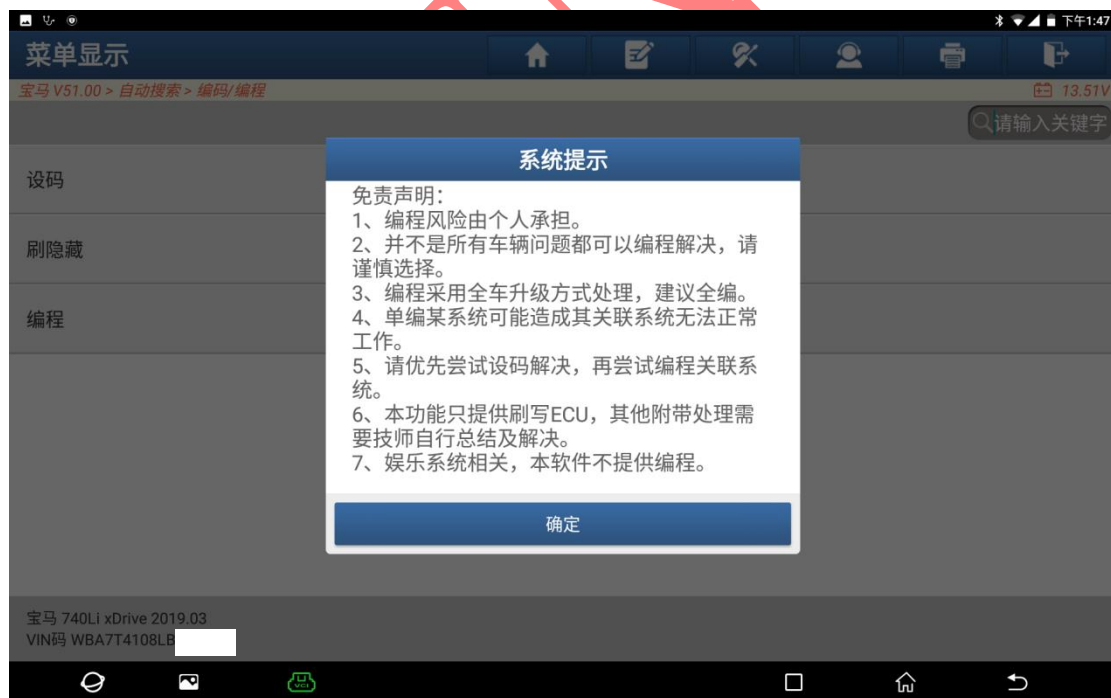 下午1:47
菜单显示
宝马 V51.00 > 自动搜索 > 编码/编程
13.51V
请输入关键字
设码
刷隐藏
编程
系统提示
免责声明：
1、编程风险由个人承担。
2、并不是所有车辆问题都可以编程解决，请
谨慎选择。
3、编程采用全车升级方式处理，建议全编。
4、单编某系统可能造成其关联系统无法正常
工作。
5、请优先尝试设码解决，再尝试编程关联系
统。
6、本功能只提供刷写ECU，其他附带处理需
要技师自行总结及解决。
7、娱乐系统相关，本软件不提供编程。
确定
宝马 740Li xDrive 2019.03
VIN码 WBA7T4108LB
VCI